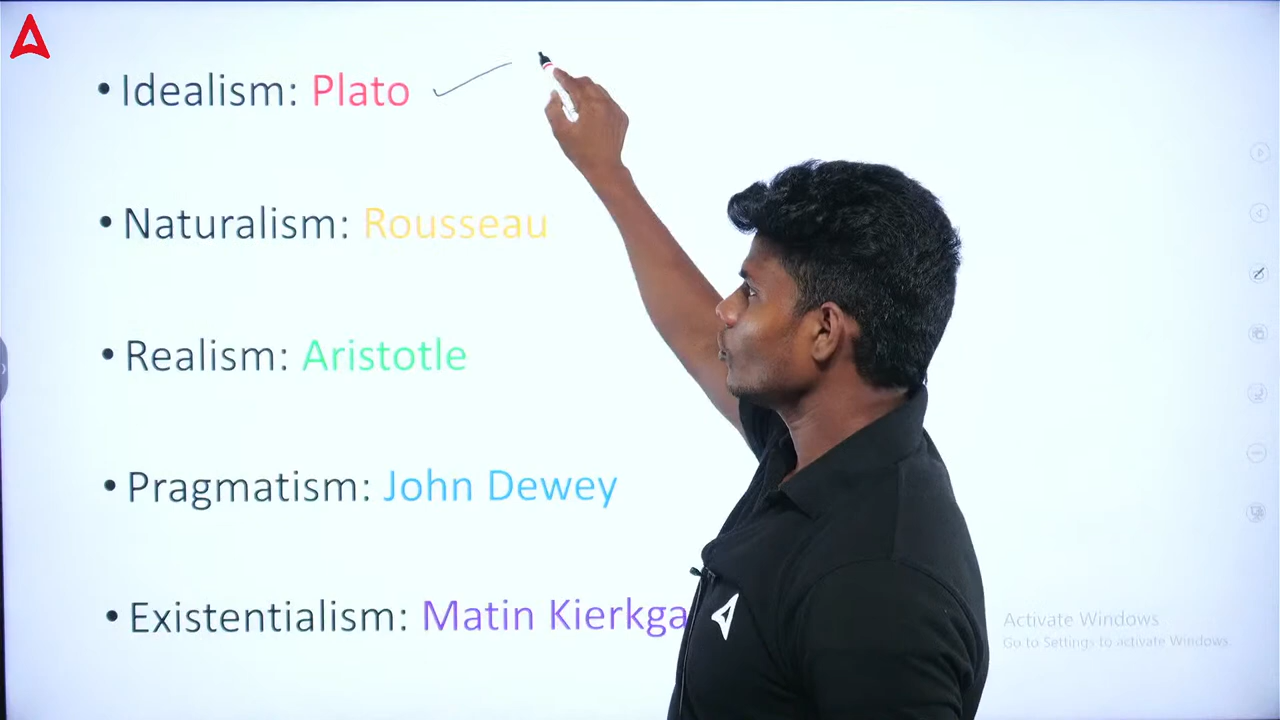 • Idealism: Plato
• Naturalism: Rousseau
• Realism: Aristotle
• Pragmatism: John Dewey
• Existentialism: Matin Kierkga
Activate Windows
Go to Settings to activate Windows.